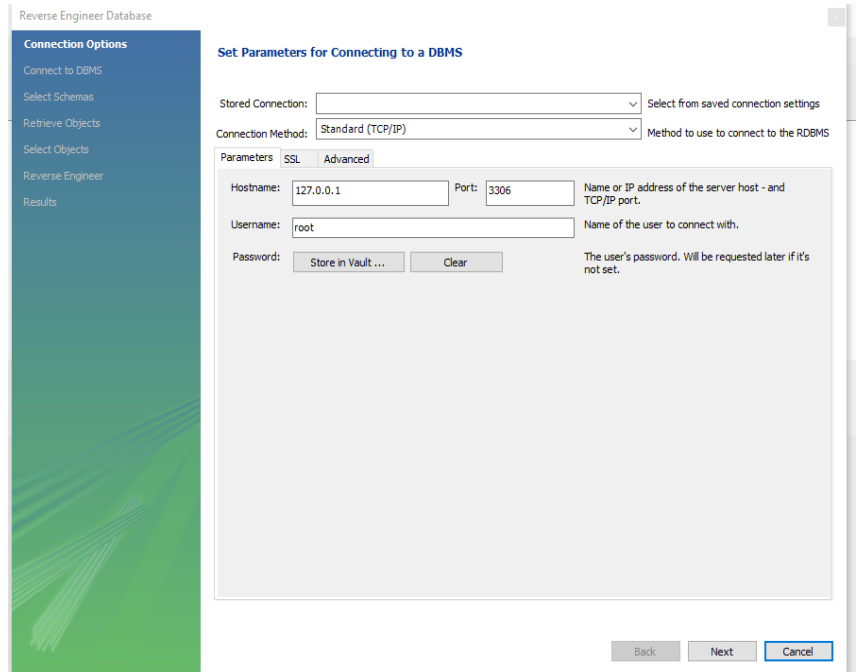 Reverse Engineer Database
x
Connection Options
Connect to DBMS
Select Schemas
Retrieve Objects
Select Objects
Reverse Engineer
Results
Set Parameters for Connecting to a DBMS
Stored Connection: Select from saved connection settings
Connection Method: Standard (TCP/IP) Method to use to connect to the RDBMS
Parameters SSL Advanced
Hostname: 127.0.0.1 Port: 3306 Name or IP address of the server host - and
TCP/IP port.
Username: root Name of the user to connect with.
Password: Store in Vault ... Clear The user's password. Will be requested later if it's
not set.
Back Next Cancel